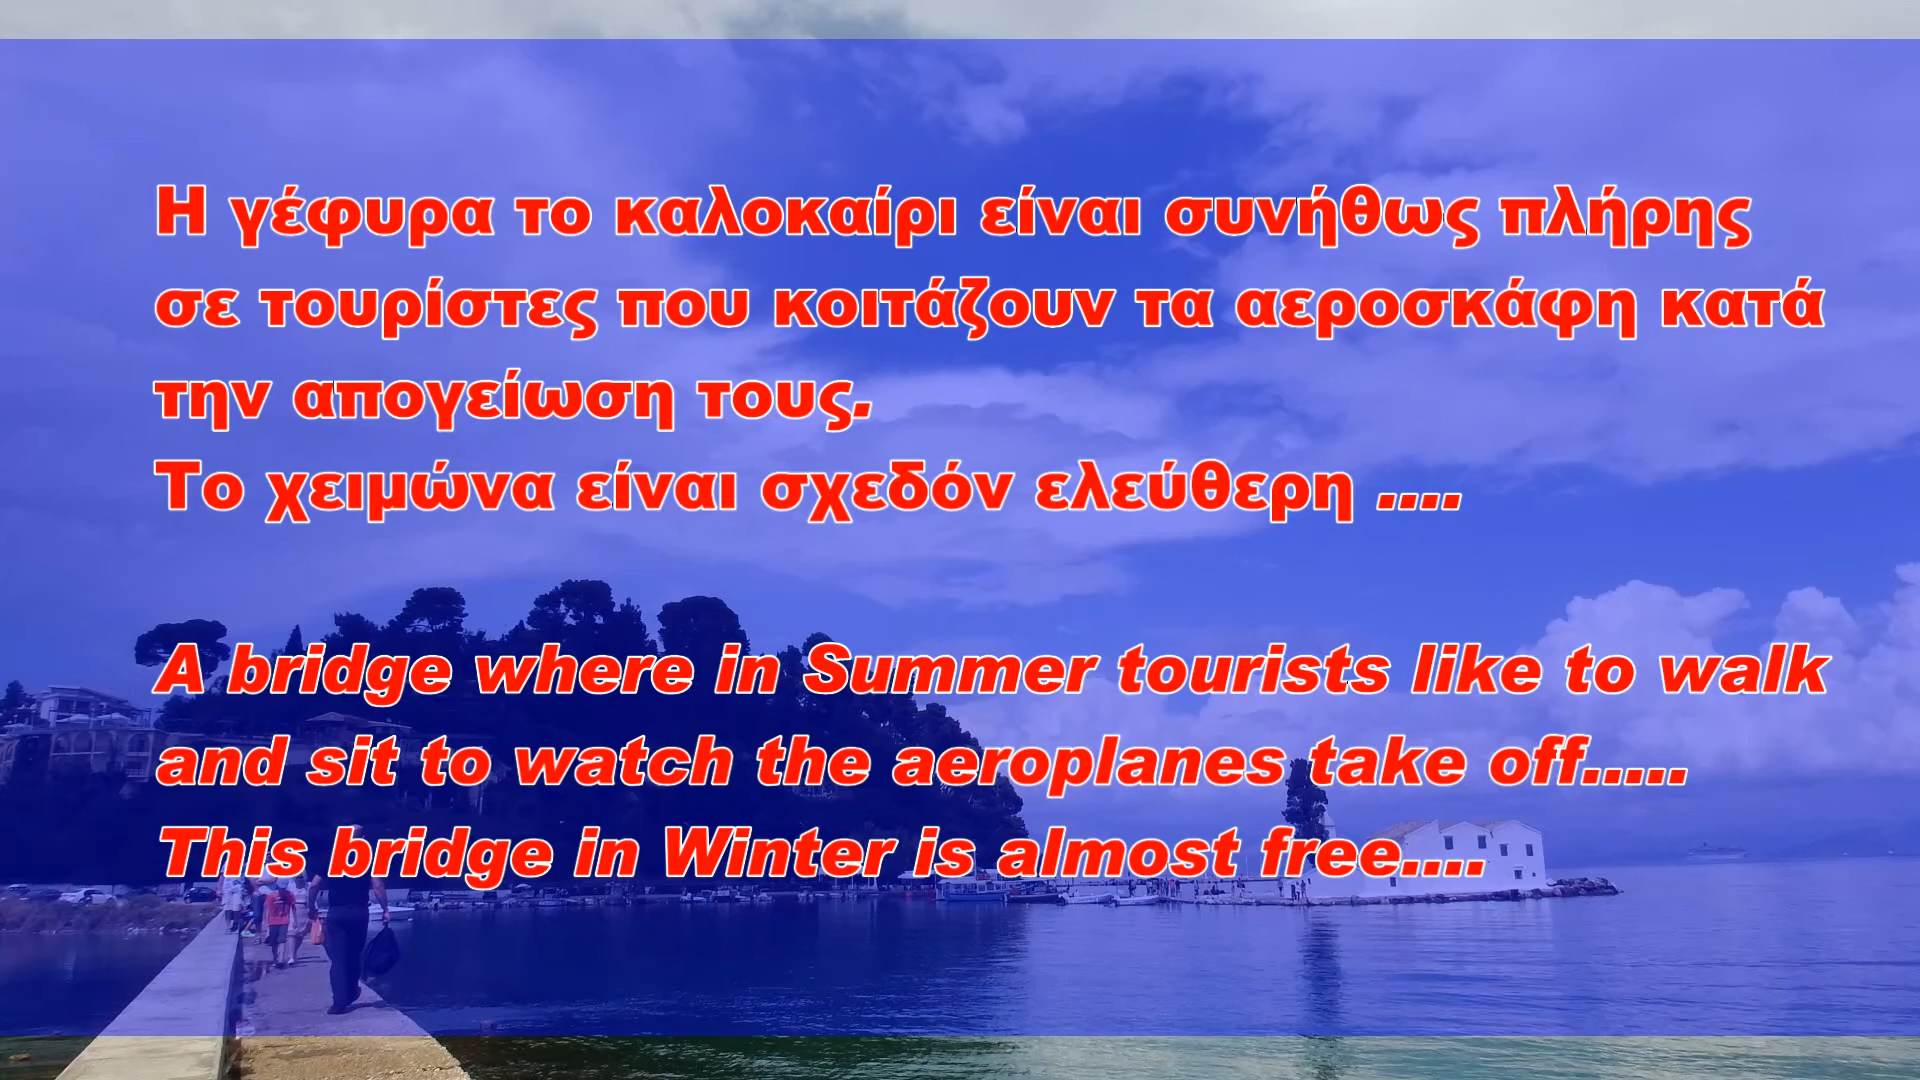 Η γέφυρα το καλοκαίρι είναι συνήθως πλήρης
σε τουρίστες που κοιτάζουν τα αεροσκάφη κατά
την απογείωση τους.
Το χειμώνα είναι σχεδόν ελεύθερη ....
A bridge where in Summer tourists like to walk
and sit to watch the aeroplanes take off.....
This bridge in Winter is almost free....